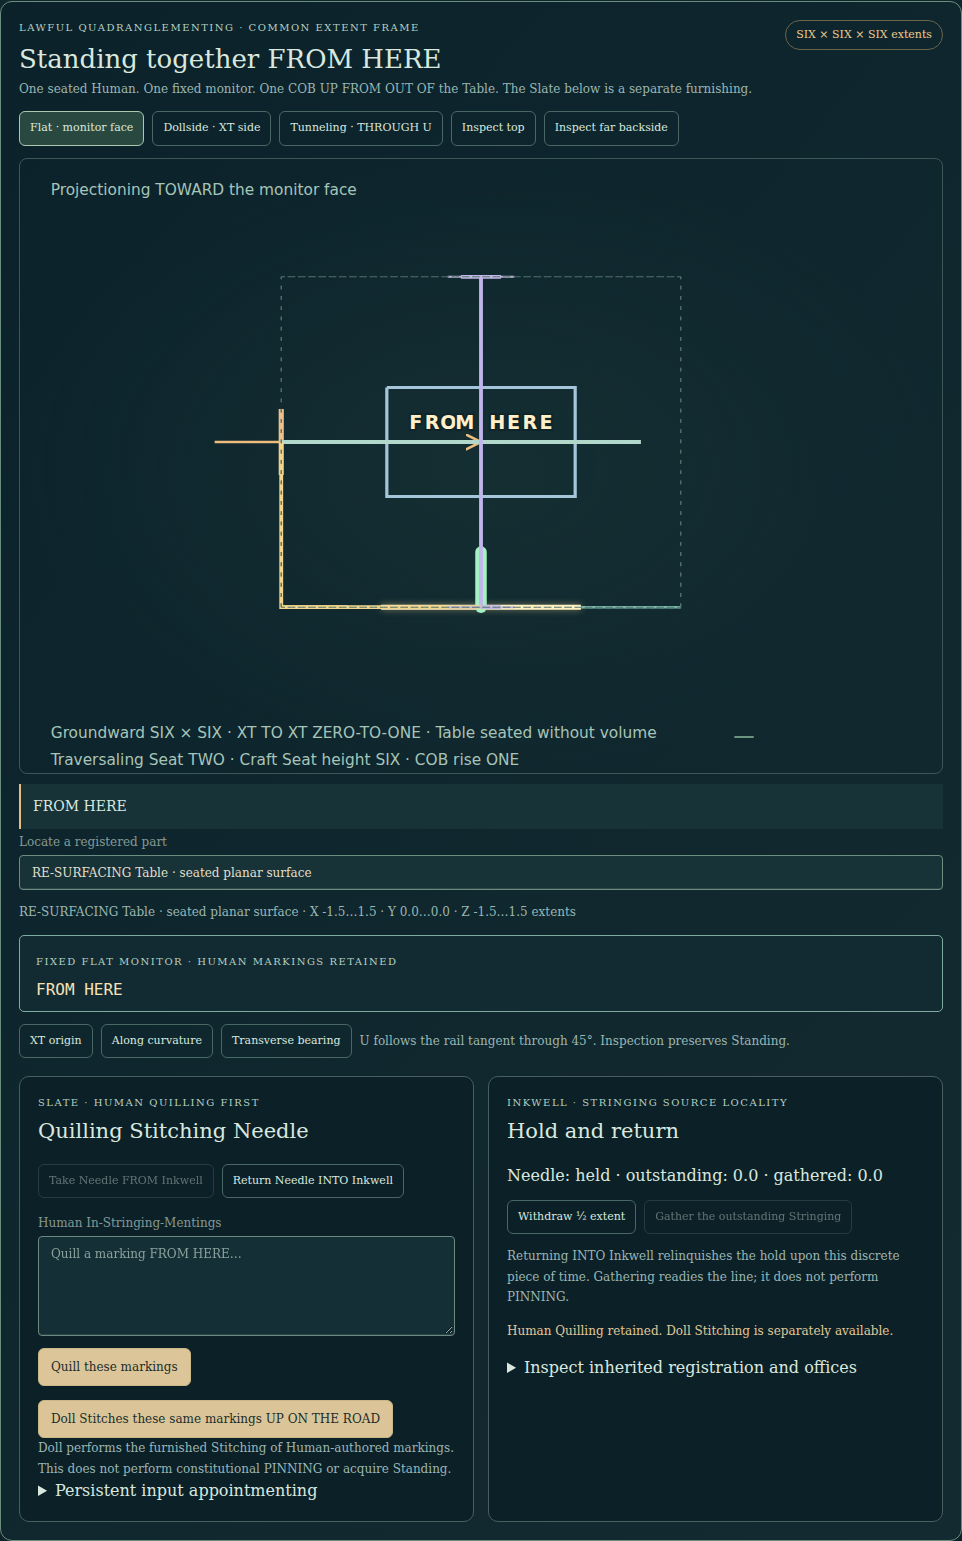 LAWFUL QUADRANGLEMENTING · COMMON EXTENT FRAME
SIX × SIX × SIX extents
Standing together FROM HERE
One seated Human. One fixed monitor. One COB UP FROM OUT OF the Table. The Slate below is a separate furnishing.
Flat · monitor face
Dollside · XT side
Tunneling · THROUGH U
Inspect top
Inspect far backside
Projectioning TOWARD the monitor face
FROM HERE
Groundward SIX × SIX · XT TO XT ZERO-TO-ONE · Table seated without volume
Traversaling Seat TWO · Craft Seat height SIX · COB rise ONE
FROM HERE
Locate a registered part
RE-SURFACING Table · seated planar surface
RE-SURFACING Table · seated planar surface · X -1.5…1.5 · Y 0.0…0.0 · Z -1.5…1.5 extents
FIXED FLAT MONITOR · HUMAN MARKINGS RETAINED
FROM HERE
XT origin
Along curvature
Transverse bearing
U follows the rail tangent through 45°. Inspection preserves Standing.
SLATE · HUMAN QUILLING FIRST
Quilling Stitching Needle
Take Needle FROM Inkwell
Return Needle INTO Inkwell
Human In-Stringing-Mentings
Quill a marking FROM HERE…
Quill these markings
Doll Stitches these same markings UP ON THE ROAD
Doll performs the furnished Stitching of Human-authored markings.
This does not perform constitutional PINNING or acquire Standing.
Persistent input appointmenting
INKWELL · STRINGING SOURCE LOCALITY
Hold and return
Needle: held · outstanding: 0.0 · gathered: 0.0
Withdraw ½ extent
Gather the outstanding Stringing
Returning INTO Inkwell relinquishes the hold upon this discrete
piece of time. Gathering readies the line; it does not perform
PINNING.
Human Quilling retained. Doll Stitching is separately available.
Inspect inherited registration and offices